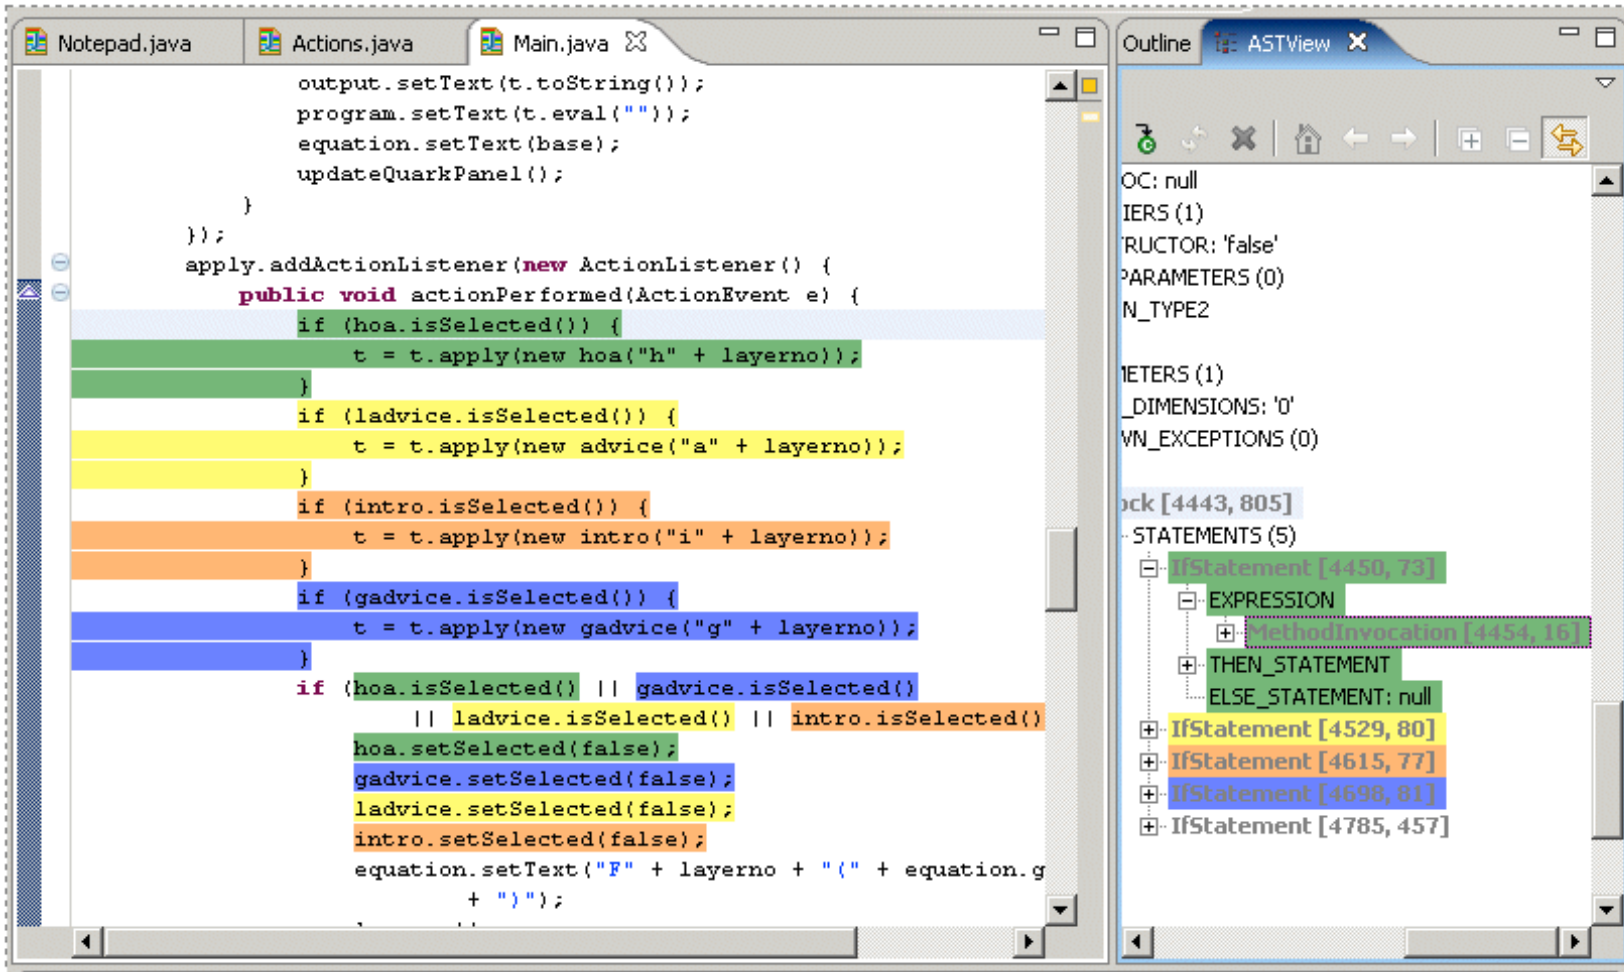 Notepad.java Actions.java Main.java
output.setText(t.toString());
program.setText(t.eval(""));
equation.setText(base);
updateQuarkPanel();
}
});
apply.addActionListener(new ActionListener() {
public void actionPerformed(ActionEvent e) {
if (hoa.isSelected()) {
t = t.apply(new hoa("h" + layerno));
}
if (ladvice.isSelected()) {
t = t.apply(new advice("a" + layerno));
}
if (intro.isSelected()) {
t = t.apply(new intro("i" + layerno));
}
if (gadvice.isSelected()) {
t = t.apply(new gadvice("g" + layerno));
}
if (hoa.isSelected() || gadvice.isSelected()
|| ladvice.isSelected() || intro.isSelected()
hoa.setSelected(false);
gadvice.setSelected(false);
ladvice.setSelected(false);
intro.setSelected(false);
equation.setText("F" + layerno + "(" + equation.g
+ ")");
Outline ASTView
OC: null
IERS (1)
RUCTOR: 'false'
PARAMETERS (0)
N_TYPE2
METERS (1)
_DIMENSIONS: '0'
WN_EXCEPTIONS (0)
ock [4443, 805]
STATEMENTS (5)
IfStatement [4450, 73]
EXPRESSION
MethodInvocation [4454, 16]
THEN_STATEMENT
ELSE_STATEMENT: null
IfStatement [4529, 80]
IfStatement [4615, 77]
IfStatement [4698, 81]
IfStatement [4785, 457]